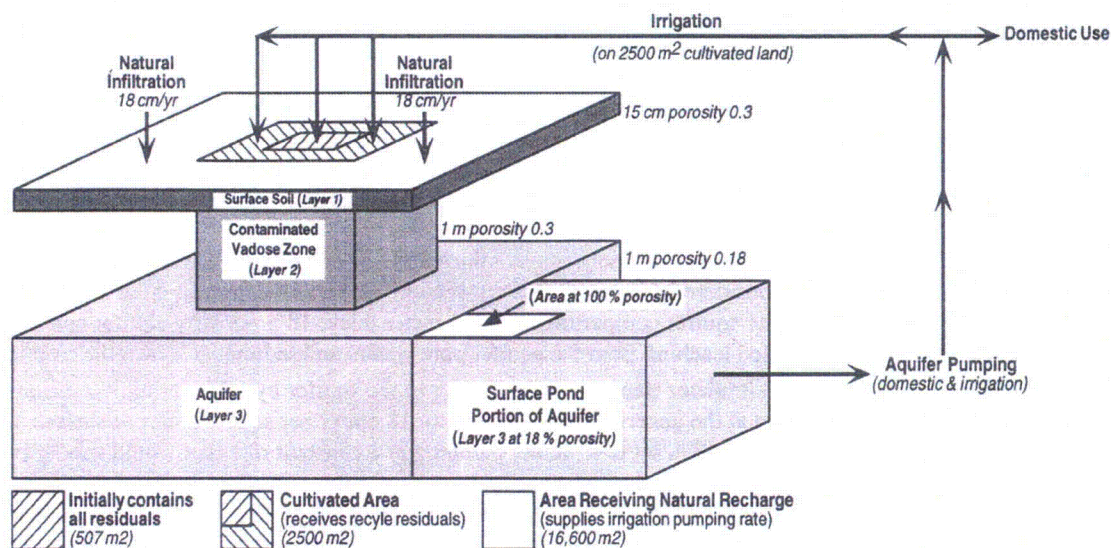 Irrigation
(on 2500 m² cultivated land)
Domestic Use
Natural
Infiltration
18 cm/yr
Natural
Infiltration
18 cm/yr
15 cm porosity 0.3
Surface Soil (Layer 1)
Contaminated
Vadose Zone
(Layer 2)
1 m porosity 0.3
1 m porosity 0.18
(Area at 100 % porosity)
Aquifer
(Layer 3)
Surface Pond
Portion of Aquifer
(Layer 3 at 18 % porosity)
Aquifer Pumping
(domestic & irrigation)
Initially contains
all residuals
(507 m2)
Cultivated Area
(receives recyle residuals)
(2500 m2)
Area Receiving Natural Recharge
(supplies irrigation pumping rate)
(16,600 m2)